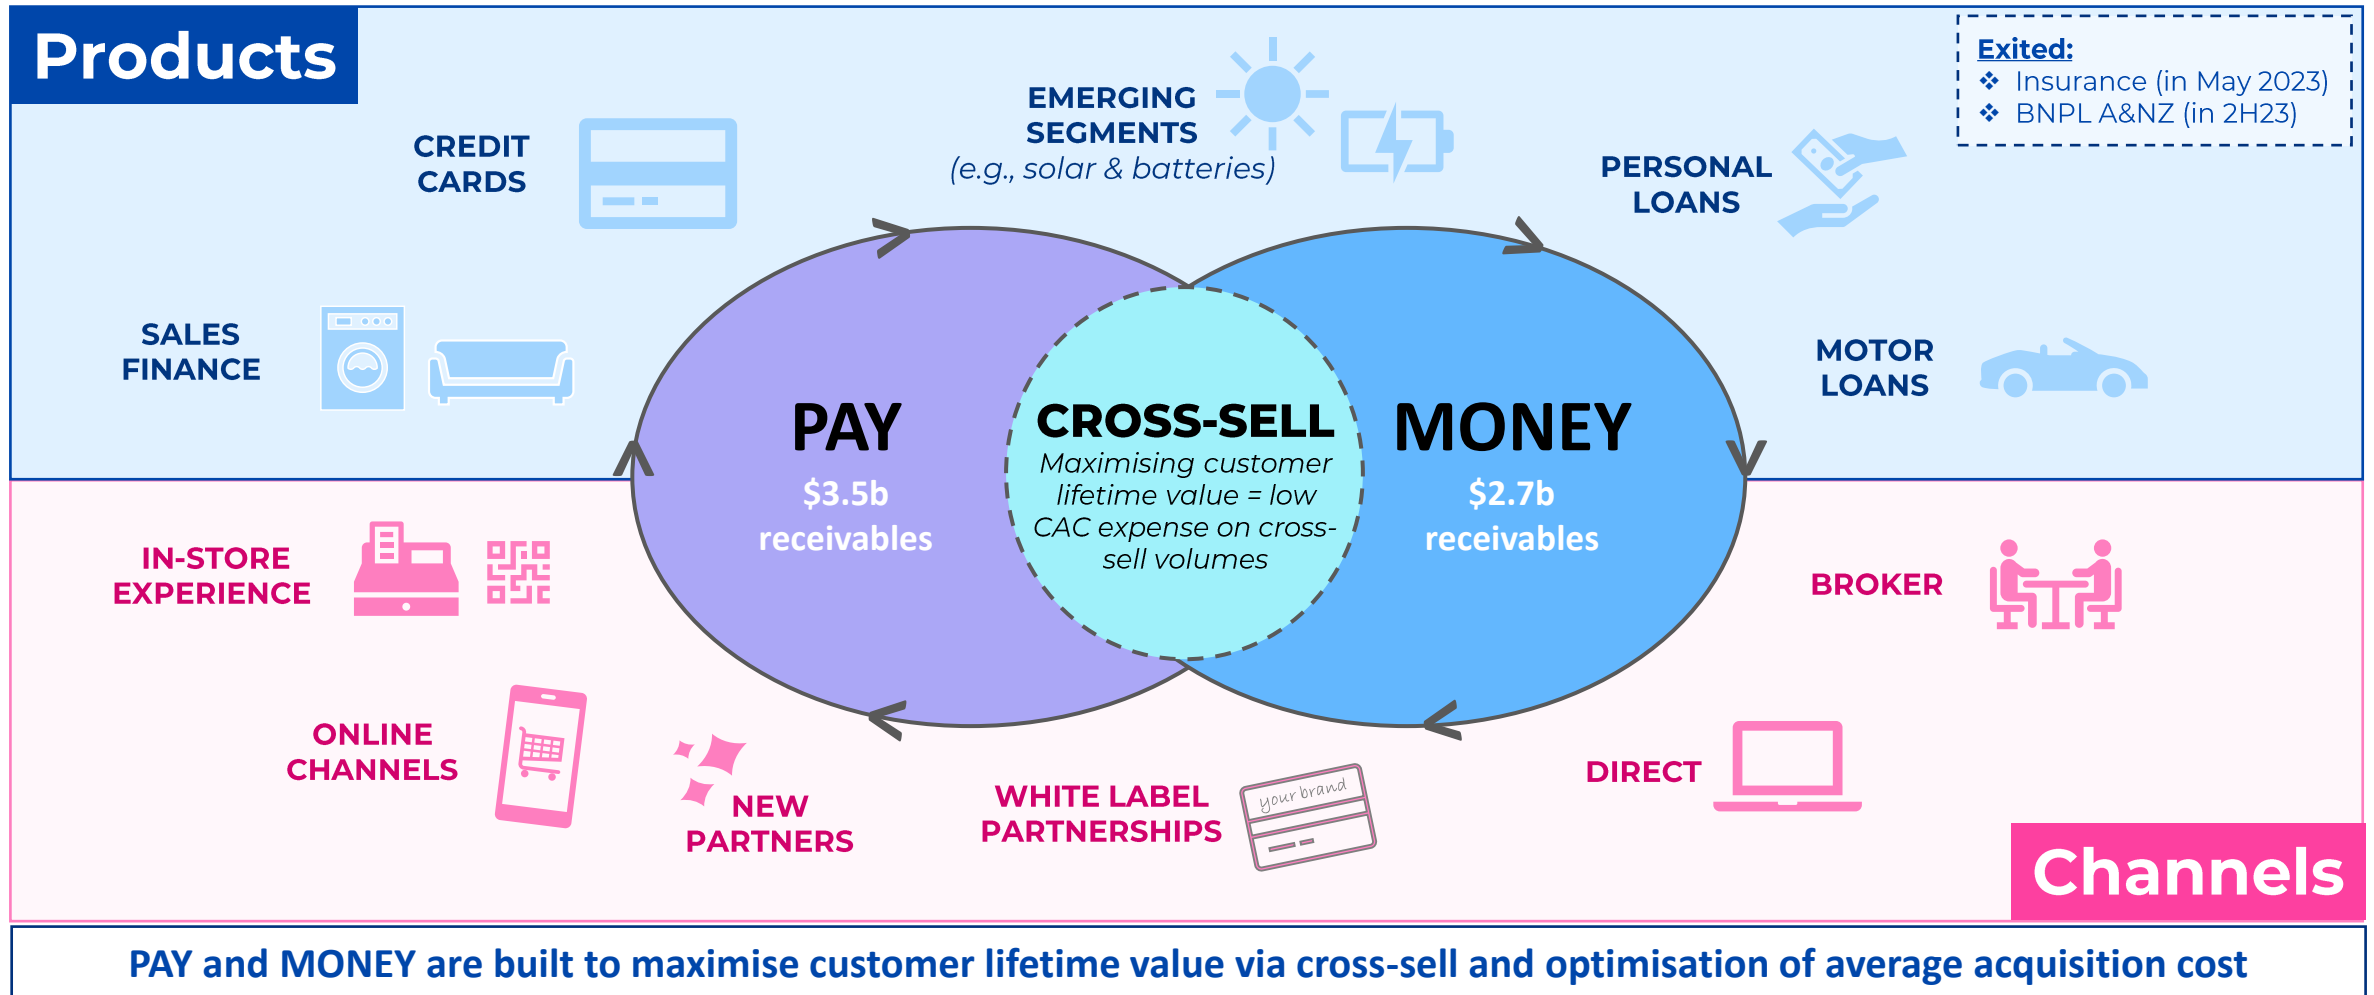 Products
Exited:
❖ Insurance (in May 2023)
❖ BNPL A&NZ (in 2H23)
EMERGING
SEGMENTS
(e.g., solar & batteries)
CREDIT
CARDS
PERSONAL
LOANS
SALES
FINANCE
MOTOR
LOANS
PAY
$3.5b
receivables
CROSS-SELL
Maximising customer
lifetime value = low
CAC expense on cross-
sell volumes
MONEY
$2.7b
receivables
IN-STORE
EXPERIENCE
BROKER
ONLINE
CHANNELS
NEW
PARTNERS
WHITE LABEL
PARTNERSHIPS
your brand
DIRECT
Channels
PAY and MONEY are built to maximise customer lifetime value via cross-sell and optimisation of average acquisition cost